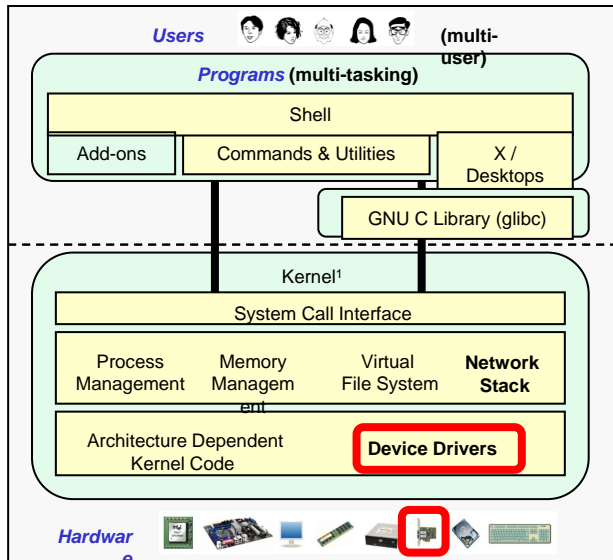 Users (multi-
user)
Programs (multi-tasking)
Shell
Add-ons
Commands & Utilities
X /
Desktops
GNU C Library (glibc)
Kernel¹
System Call Interface
Process
Management
Memory
Managem
ent
Virtual
File System
Network
Stack
Architecture Dependent
Kernel Code
Device Drivers
Hardwar
e